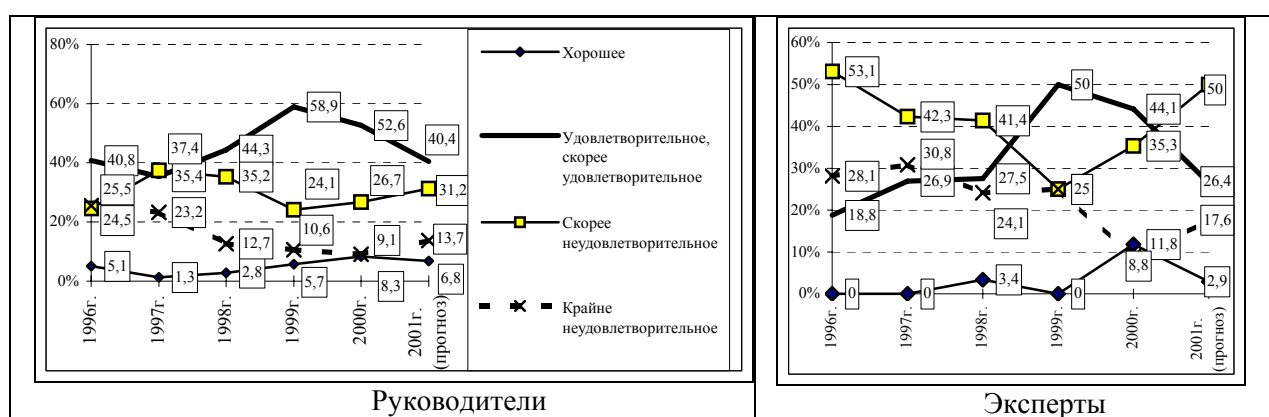 80%
60%
40%
20%
0%
40,8
37,4
44,3
58,9
52,6
40,4
25,5
35,4
35,2
24,1
26,7
31,2
24,5
23,2
12,7
10,6
9,1
13,7
5,1
1,3
2,8
5,7
8,3
6,8
1996г.
1997г.
1998г.
1999г.
2000г.
2001г.
(прогноз)
Хорошее
Удовлетворительное,
скорее
удовлетворительное
Скорее
неудовлетворительное
Крайне
неудовлетворительное
Руководители
60%
50%
40%
30%
20%
10%
0%
53,1
42,3
41,4
50
44,1
50
28,1
30,8
27,5
25
35,3
26,4
18,8
26,9
24,1
11,8
17,6
8,8
0
0
3,4
0
2,9
1996г.
1997г.
1998г.
1999г.
2000г.
2001г.
(прогноз)
Эксперты